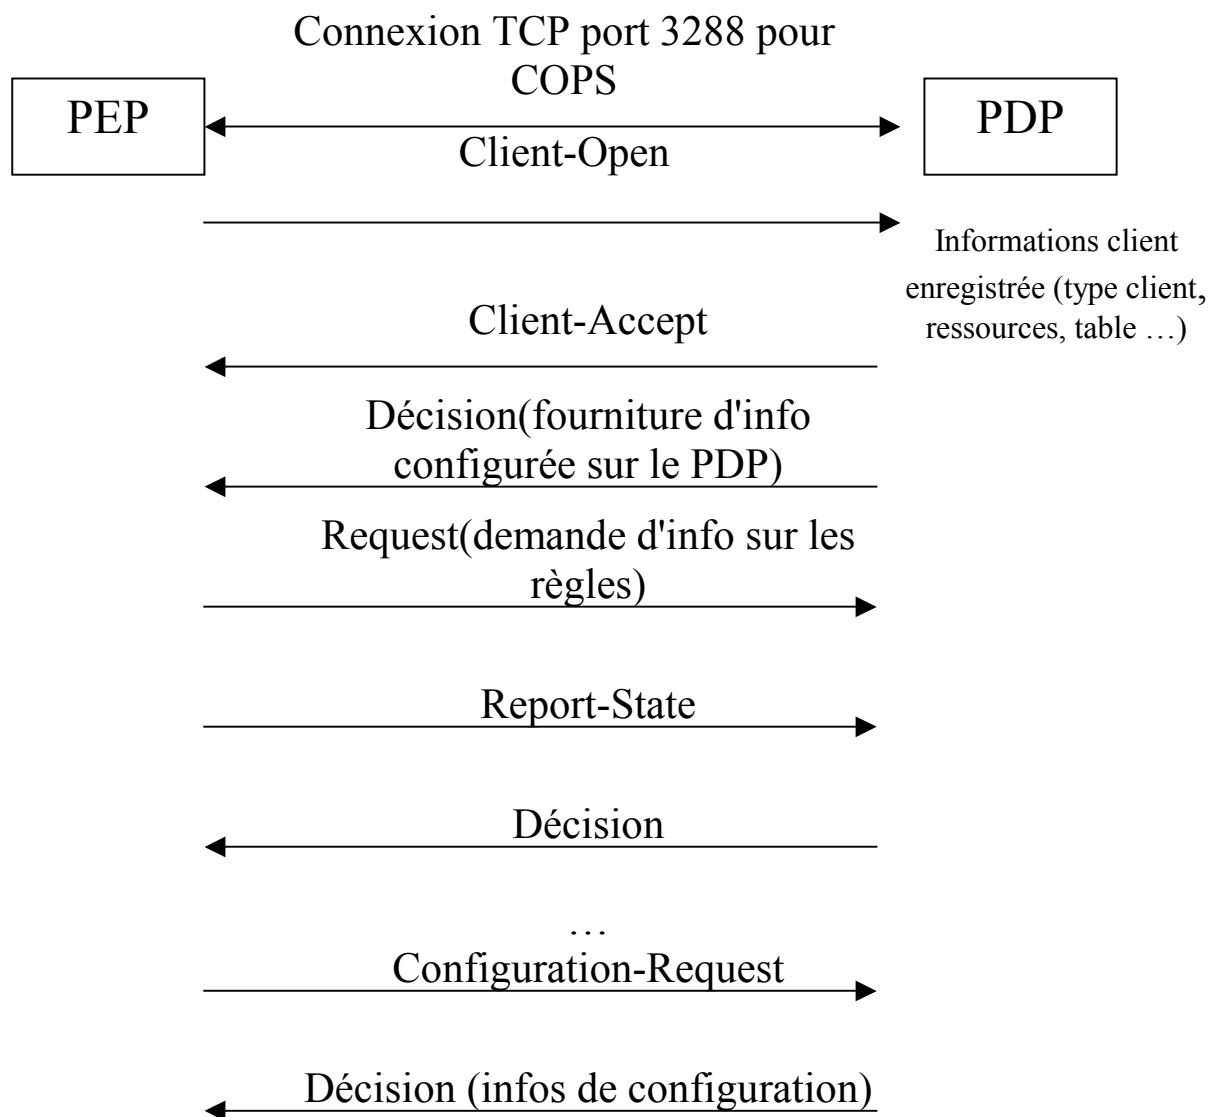 Connexion TCP port 3288 pour
COPS
PEP
PDP
Client-Open
Informations client
enregistrée (type client,
ressources, table …)
Client-Accept
Décision(fourniture d'info
configurée sur le PDP)
Request(demande d'info sur les
règles)
Report-State
Décision
…
Configuration-Request
Décision (infos de configuration)